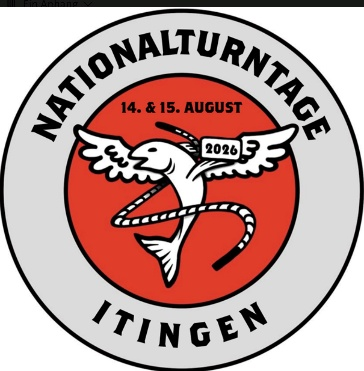 NATIONALTURNTAGE
14. & 15. AUGUST
2026
ITINGEN